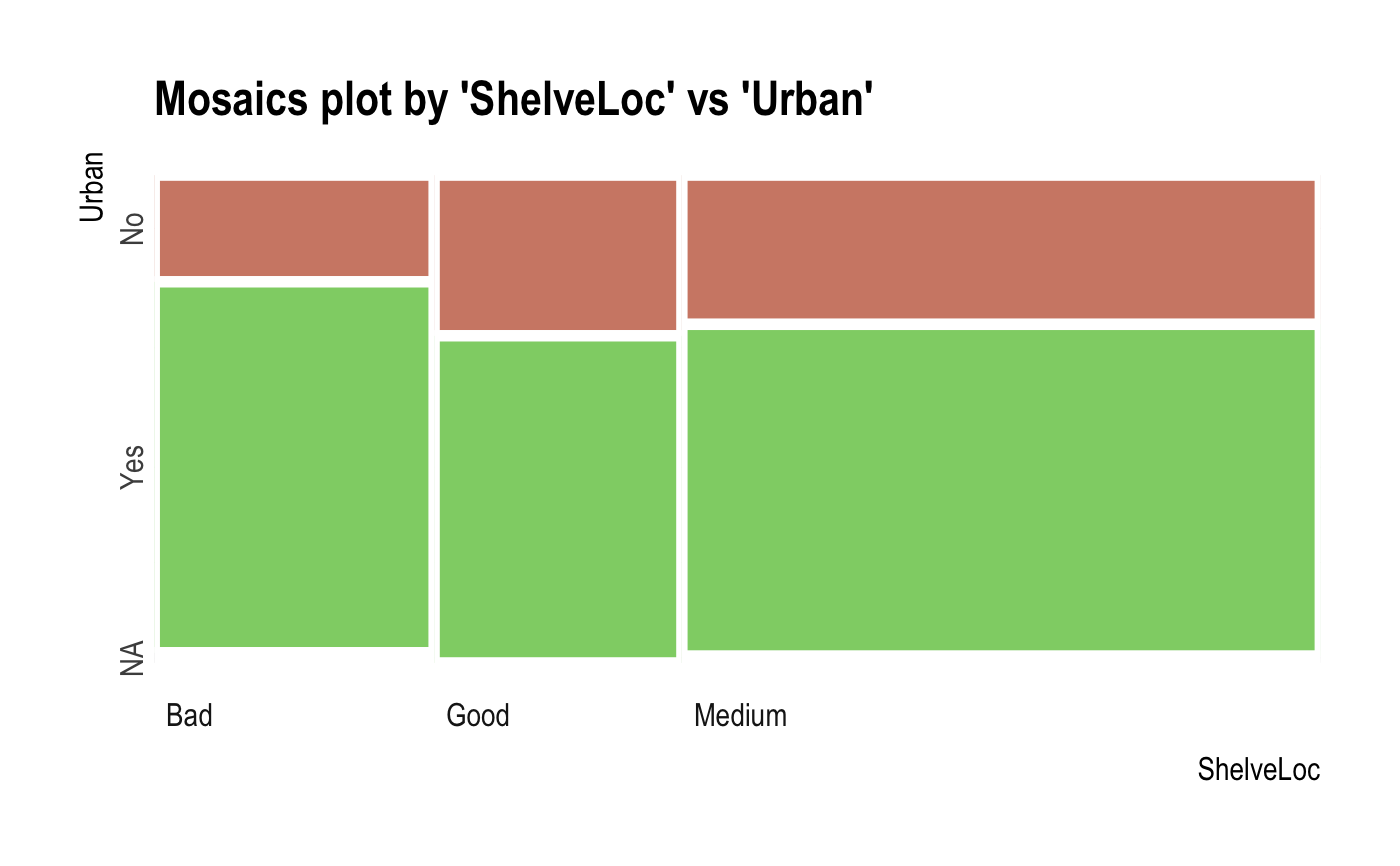 Mosaics plot by 'ShelveLoc' vs 'Urban'
Urban
No
Yes
NA
Bad
Good
Medium
ShelveLoc